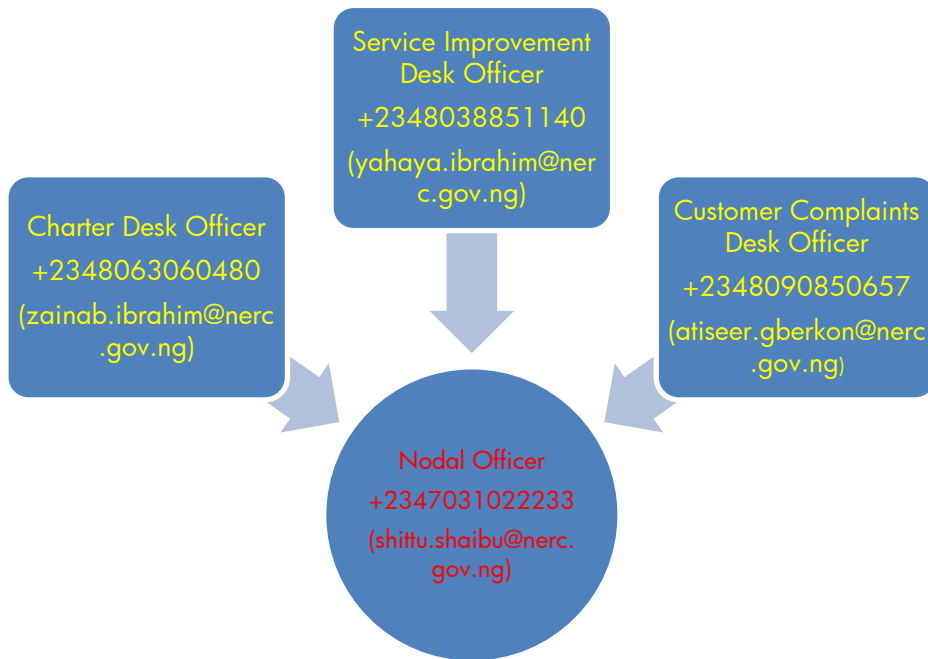 Service Improvement
Desk Officer
+2348038851140
(yahaya.ibrahim@ner
c.gov.ng)
Charter Desk Officer
+2348063060480
(zainab.ibrahim@nerc
.gov.ng)
Customer Complaints
Desk Officer
+2348090850657
(atiseer.gberkon@nerc
.gov.ng)
Nodal Officer
+2347031022233
(shittu.shaibu@nerc.
gov.ng)